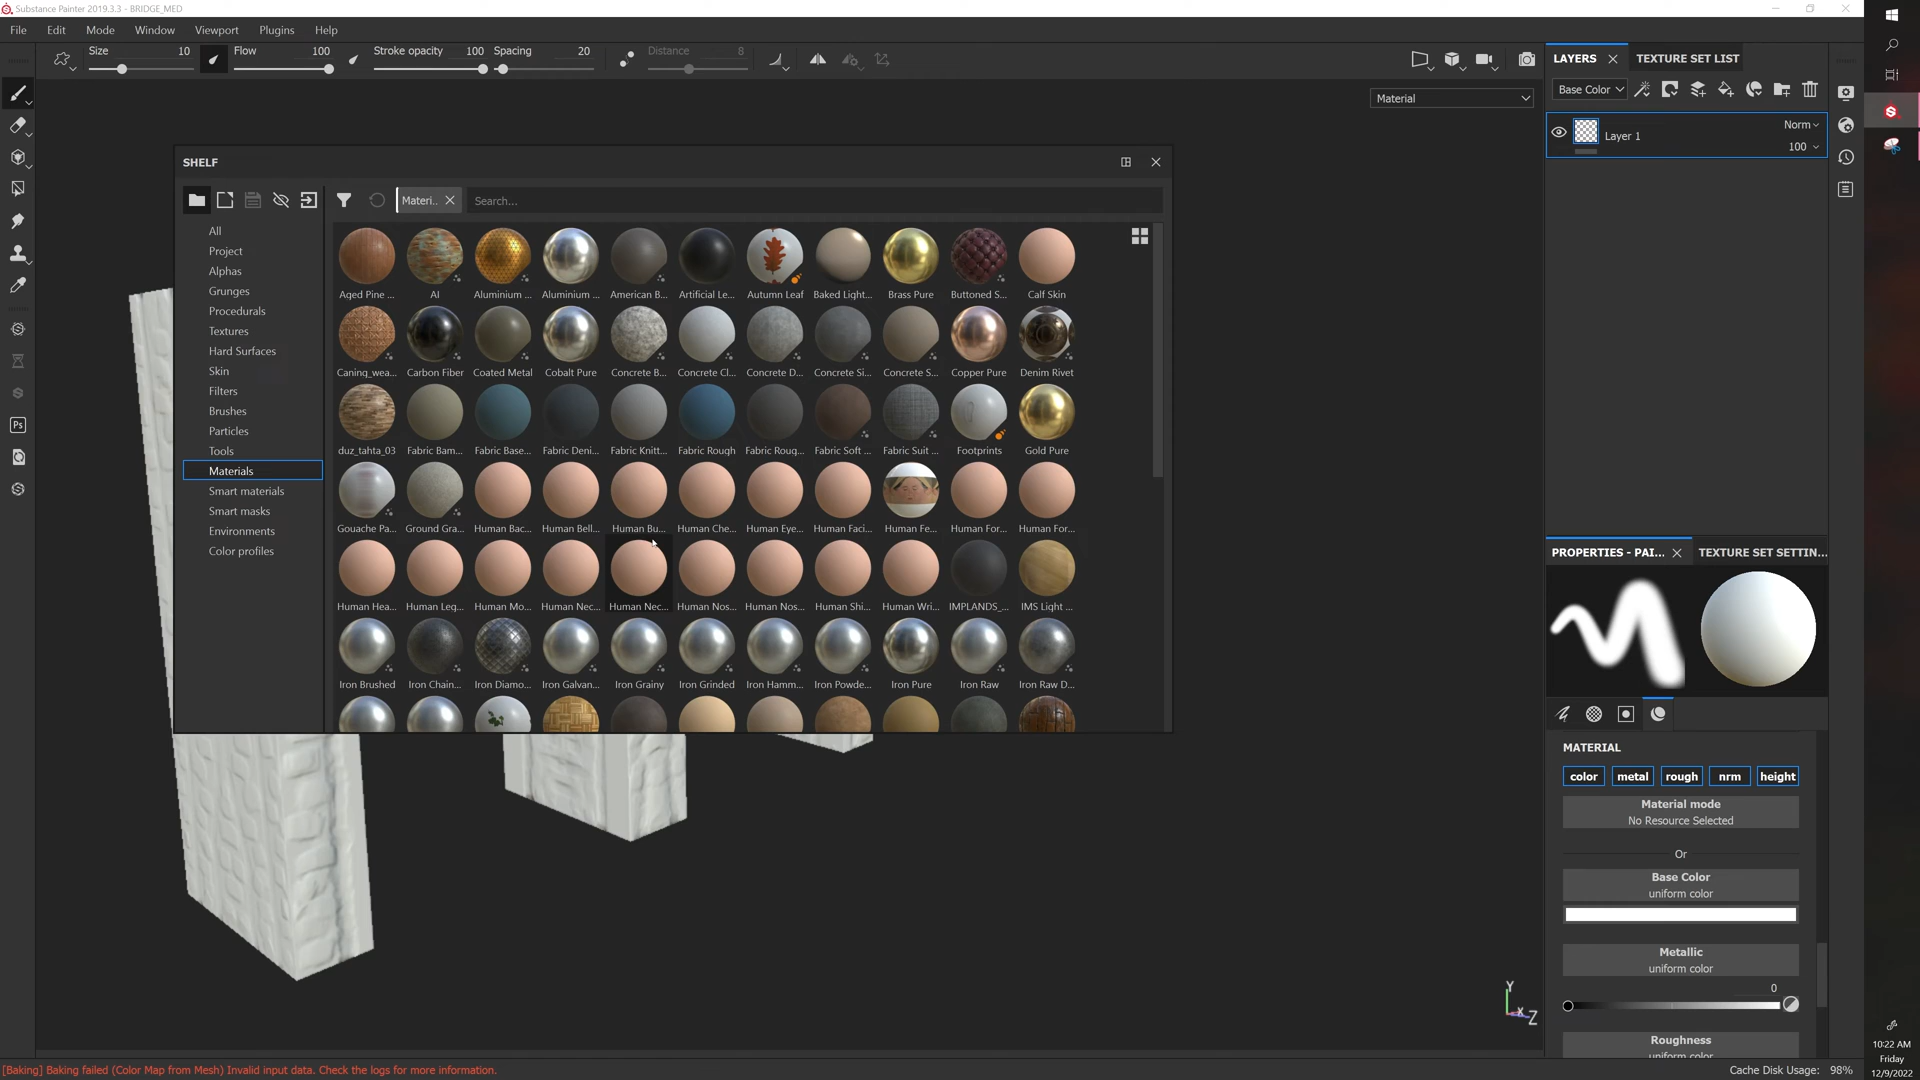 Substance Painter 2019.3.3 - BRIDGE_MED
File Edit Mode Window Viewport Plugins Help
Size 10 Flow 100 Stroke opacity 100 Spacing 20 Distance 8
LAYERS TEXTURE SET LIST
Base Color
Material
Layer 1 Norm
100
SHELF
Materi.. Search...
All
Project
Alphas
Grunges
Procedurals
Textures
Hard Surfaces
Skin
Filters
Brushes
Particles
Tools
Materials
Smart materials
Smart masks
Environments
Color profiles
Aged Pine ... AI Aluminium ... Aluminium ... American B... Artificial Le... Autumn Leaf Baked Light... Brass Pure Buttoned S... Calf Skin
Caning_wea... Carbon Fiber Coated Metal Cobalt Pure Concrete B... Concrete Cl... Concrete D... Concrete Si... Concrete S... Copper Pure Denim Rivet
duz_tahta_03 Fabric Bam... Fabric Base... Fabric Deni... Fabric Knitt... Fabric Rough Fabric Roug... Fabric Soft ... Fabric Suit ... Footprints Gold Pure
Gouache Pa... Ground Gra... Human Bac... Human Bell... Human Bu... Human Che... Human Eye... Human Faci... Human Fe... Human For... Human For...
Human Hea... Human Leg... Human Mo... Human Nec... Human Nec... Human Nos... Human Nos... Human Shi... Human Wri... IMPLANDS_... IMS Light ...
Iron Brushed Iron Chain... Iron Diamo... Iron Galvan... Iron Grainy Iron Grinded Iron Hamm... Iron Powde... Iron Pure Iron Raw Iron Raw D...
PROPERTIES - PAI... TEXTURE SET SETTIN...
MATERIAL
color metal rough nrm height
Material mode
No Resource Selected
Or
Base Color
uniform color
Metallic
uniform color
0
Roughness
uniform color
Ps
Y
X
Z
[Baking] Baking failed (Color Map from Mesh) Invalid input data. Check the logs for more information.
Cache Disk Usage: 98%
10:22 AM
Friday
12/9/2022